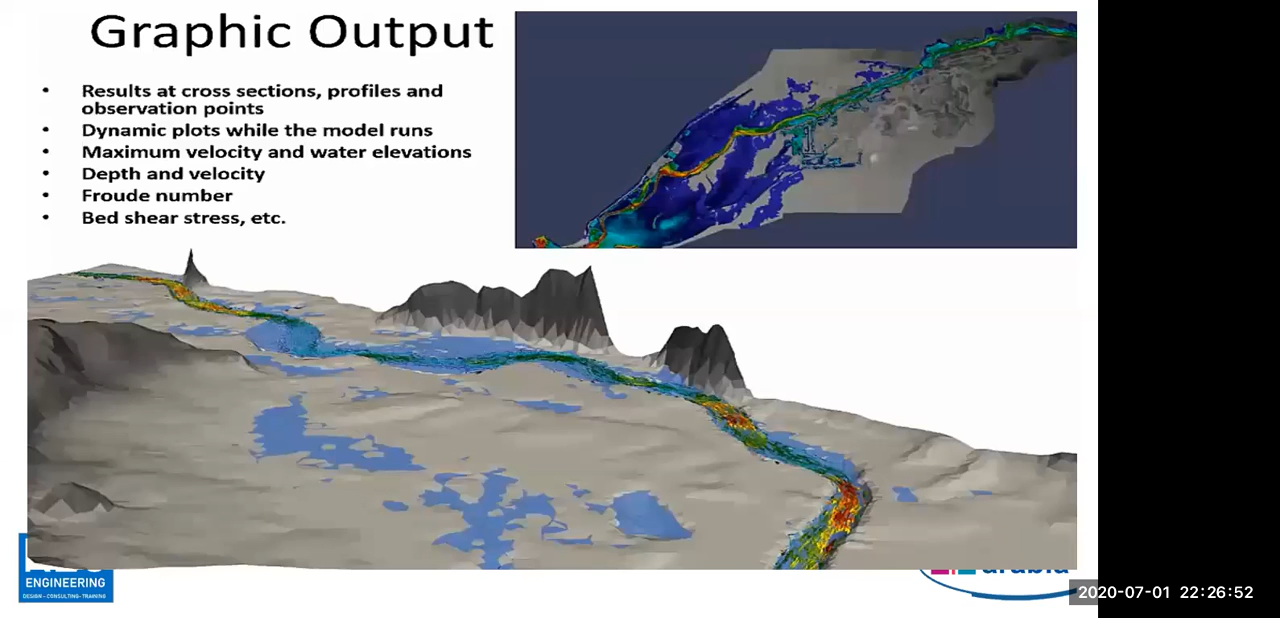 Graphic Output
• Results at cross sections, profiles and
observation points
• Dynamic plots while the model runs
• Maximum velocity and water elevations
• Depth and velocity
• Froude number
• Bed shear stress, etc.
ENGINEERING
DESIGN - CONSULTING - TRAINING
2020-07-01 22:26:52